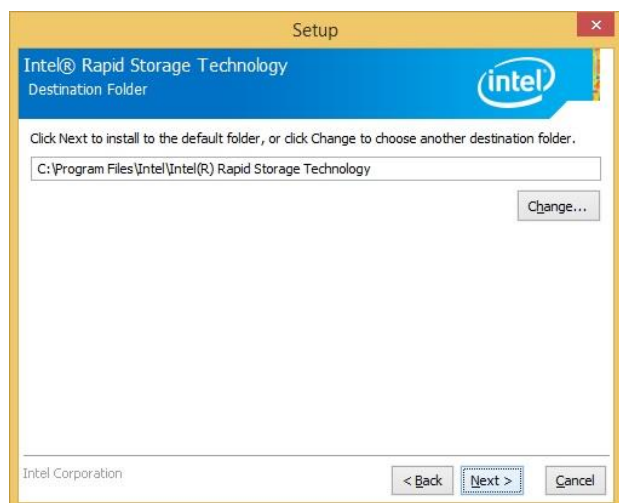 Setup
Intel® Rapid Storage Technology
Destination Folder
intel
Click Next to install to the default folder, or click Change to choose another destination folder.
C:\Program Files\Intel\Intel(R) Rapid Storage Technology
Change...
Intel Corporation
< Back Next > Cancel